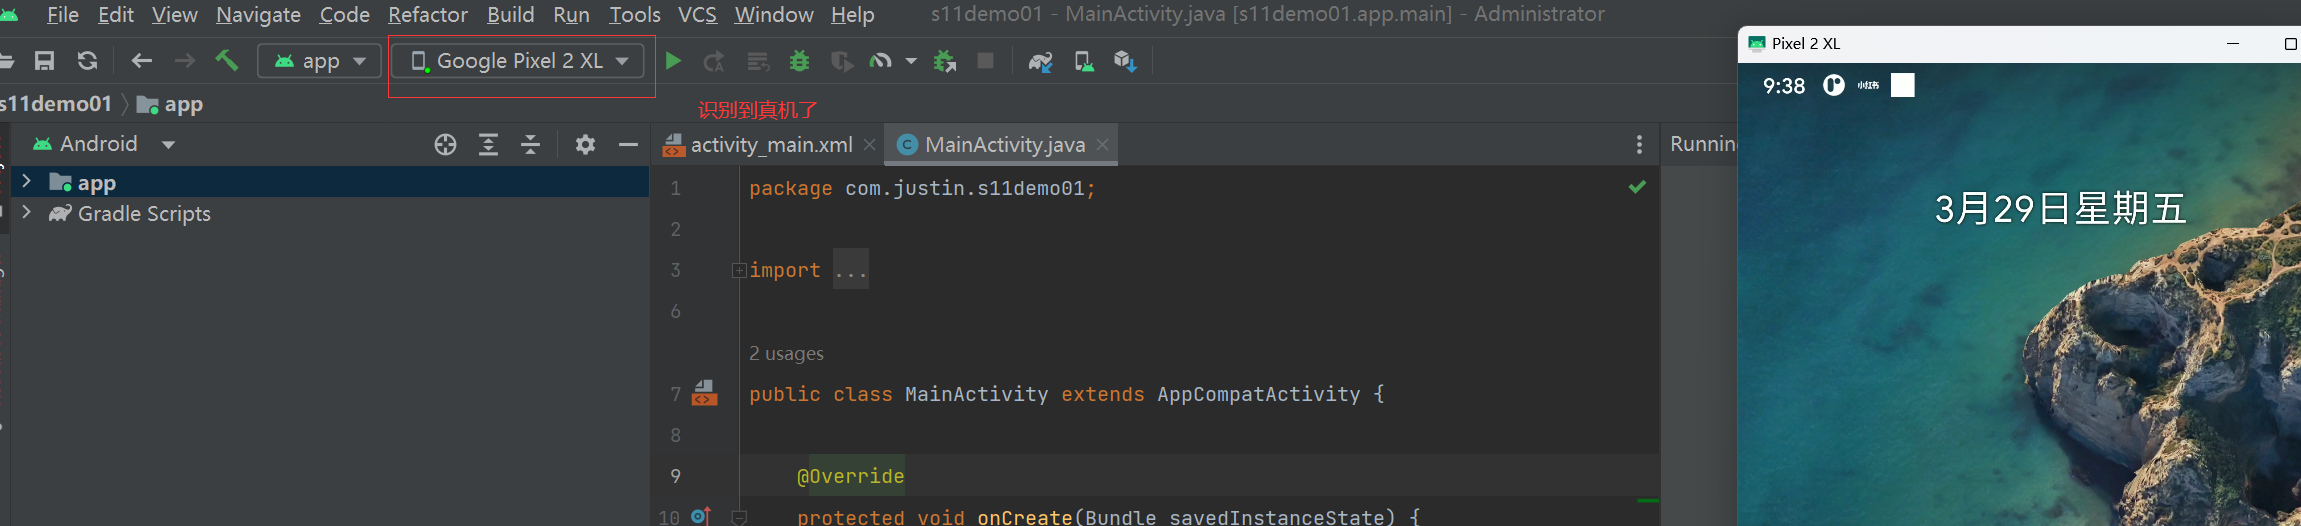 File Edit View Navigate Code Refactor Build Run Tools VCS Window Help s11demo01 - MainActivity.java [s11demo01.app.main] - Administrator
Pixel 2 XL
app Google Pixel 2 XL
9:38 小红书
s11demo01 app
识别到真机了
Android activity_main.xml MainActivity.java Runnin
app
1 package com.justin.s11demo01;
3月29日星期五
Gradle Scripts
2
3 import ...
6
2 usages
7 public class MainActivity extends AppCompatActivity {
8
9 @Override
10 protected void onCreate(Bundle savedInstanceState) {